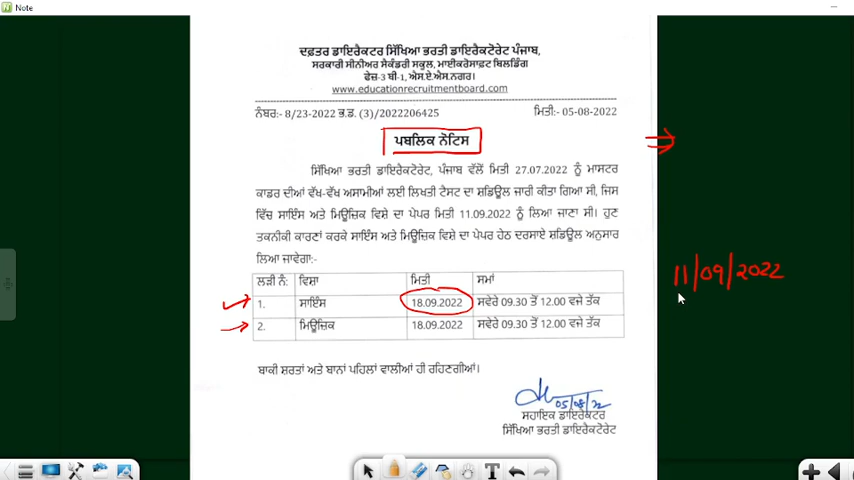 Note
ਦਫ਼ਤਰ ਡਾਇਰੈਕਟਰ ਸਿੱਖਿਆ ਭਰਤੀ ਡਾਇਰੈਕਟੋਰੇਟ ਪੰਜਾਬ,
ਸਰਕਾਰੀ ਸੀਨੀਅਰ ਸੈਕੰਡਰੀ ਸਕੂਲ, ਮਾਈਕਰੋਸਾਫ਼ਟ ਬਿਲਡਿੰਗ
ਫੇਜ਼-3 ਬੀ-1, ਐਸ.ਏ.ਐਸ.ਨਗਰ।
www.educationrecruitmentboard.com
ਨੰਬਰ:- 8/23-2022 ਭ.ਡ. (3)/2022206425 ਮਿਤੀ:- 05-08-2022
ਪਬਲਿਕ ਨੋਟਿਸ
ਸਿੱਖਿਆ ਭਰਤੀ ਡਾਇਰੈਕਟੋਰੇਟ, ਪੰਜਾਬ ਵੱਲੋਂ ਮਿਤੀ 27.07.2022 ਨੂੰ ਮਾਸਟਰ
ਕਾਡਰ ਦੀਆਂ ਵੱਖ-ਵੱਖ ਅਸਾਮੀਆਂ ਲਈ ਲਿਖਤੀ ਟੈਸਟ ਦਾ ਸ਼ਡਿਊਲ ਜਾਰੀ ਕੀਤਾ ਗਿਆ ਸੀ, ਜਿਸ
ਵਿੱਚ ਸਾਇੰਸ ਅਤੇ ਮਿਊਜ਼ਿਕ ਵਿਸ਼ੇ ਦਾ ਪੇਪਰ ਮਿਤੀ 11.09.2022 ਨੂੰ ਲਿਆ ਜਾਣਾ ਸੀ। ਹੁਣ
ਤਕਨੀਕੀ ਕਾਰਣਾਂ ਕਰਕੇ ਸਾਇੰਸ ਅਤੇ ਮਿਊਜ਼ਿਕ ਵਿਸ਼ੇ ਦਾ ਪੇਪਰ ਹੇਠ ਦਰਸਾਏ ਸ਼ਡਿਊਲ ਅਨੁਸਾਰ
ਲਿਆ ਜਾਵੇਗਾ:-
ਲੜੀ ਨੰ: ਵਿਸ਼ਾ ਮਿਤੀ ਸਮਾਂ
1. ਸਾਇੰਸ 18.09.2022 ਸਵੇਰੇ 09.30 ਤੋਂ 12.00 ਵਜੇ ਤੱਕ
2. ਮਿਊਜ਼ਿਕ 18.09.2022 ਸਵੇਰੇ 09.30 ਤੋਂ 12.00 ਵਜੇ ਤੱਕ
11/09/2022
ਬਾਕੀ ਸ਼ਰਤਾਂ ਅਤੇ ਬਾਨਾਂ ਪਹਿਲਾਂ ਵਾਲੀਆਂ ਹੀ ਰਹਿਣਗੀਆਂ।
05/08/22
ਸਹਾਇਕ ਡਾਇਰੈਕਟਰ
ਸਿੱਖਿਆ ਭਰਤੀ ਡਾਇਰੈਕਟੋਰੇਟ